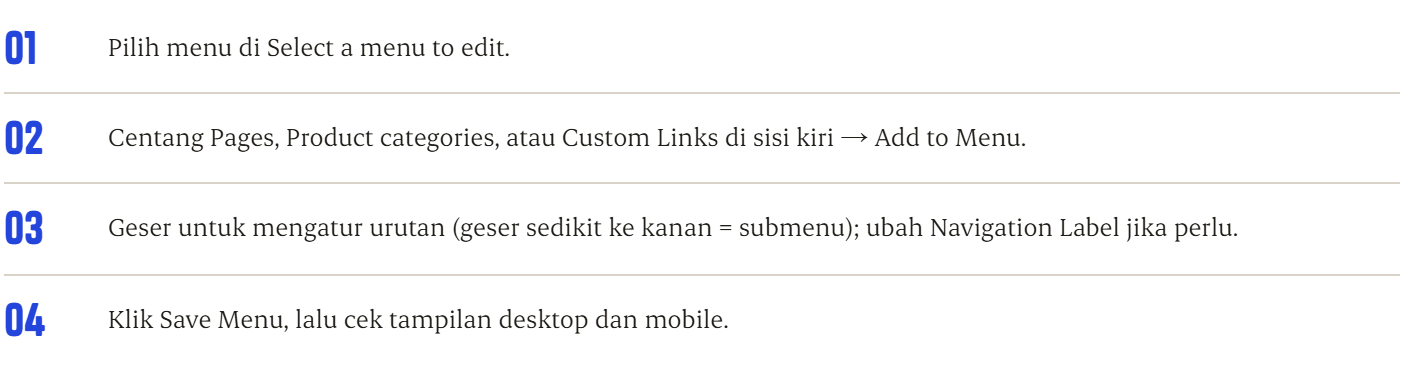 01 Pilih menu di Select a menu to edit.
02 Centang Pages, Product categories, atau Custom Links di sisi kiri → Add to Menu.
03 Geser untuk mengatur urutan (geser sedikit ke kanan = submenu); ubah Navigation Label jika perlu.
04 Klik Save Menu, lalu cek tampilan desktop dan mobile.